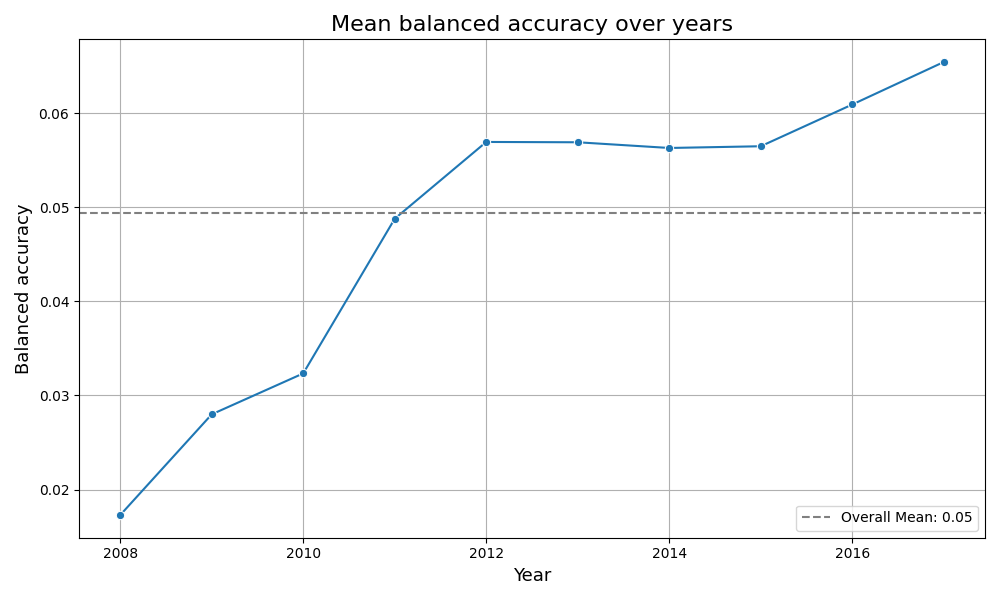 Mean balanced accuracy over years
Balanced accuracy
0.06
0.05
0.04
0.03
0.02
Overall Mean: 0.05
2008
2010
2012
2014
2016
Year